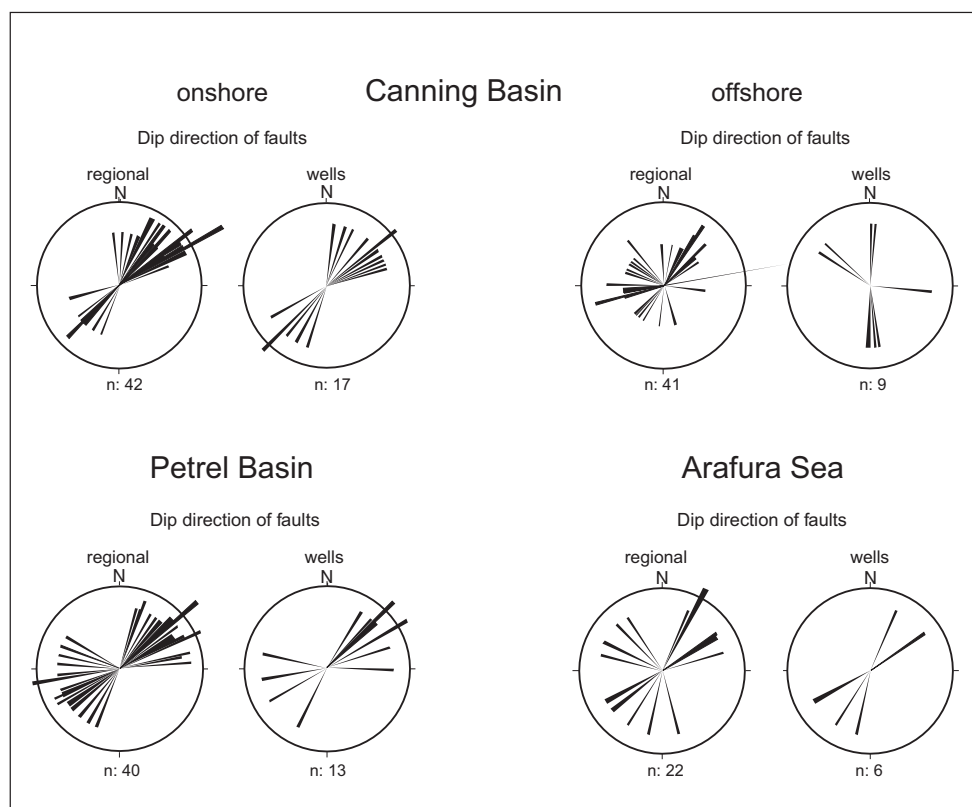 Canning Basin
onshore
offshore
Dip direction of faults
Dip direction of faults
regional
wells
regional
wells
N
N
N
N
n: 42
n: 17
n: 41
n: 9
Petrel Basin
Arafura Sea
Dip direction of faults
Dip direction of faults
regional
wells
regional
wells
N
N
N
N
n: 40
n: 13
n: 22
n: 6